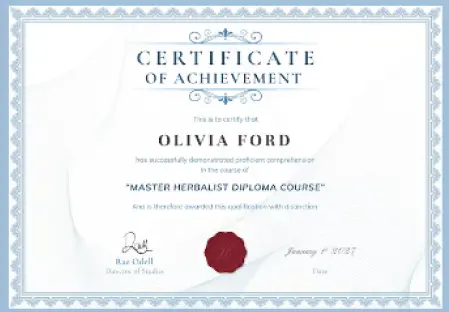 CERTIFICATE
OF ACHIEVEMENT
This is to certify that
OLIVIA FORD
has successfully demonstrated proficient comprehension
in the course of
"MASTER HERBALIST DIPLOMA COURSE"
And is therefore awarded this qualification with distinction
Rae Odell
Director of Studies
January 1 2027
Date